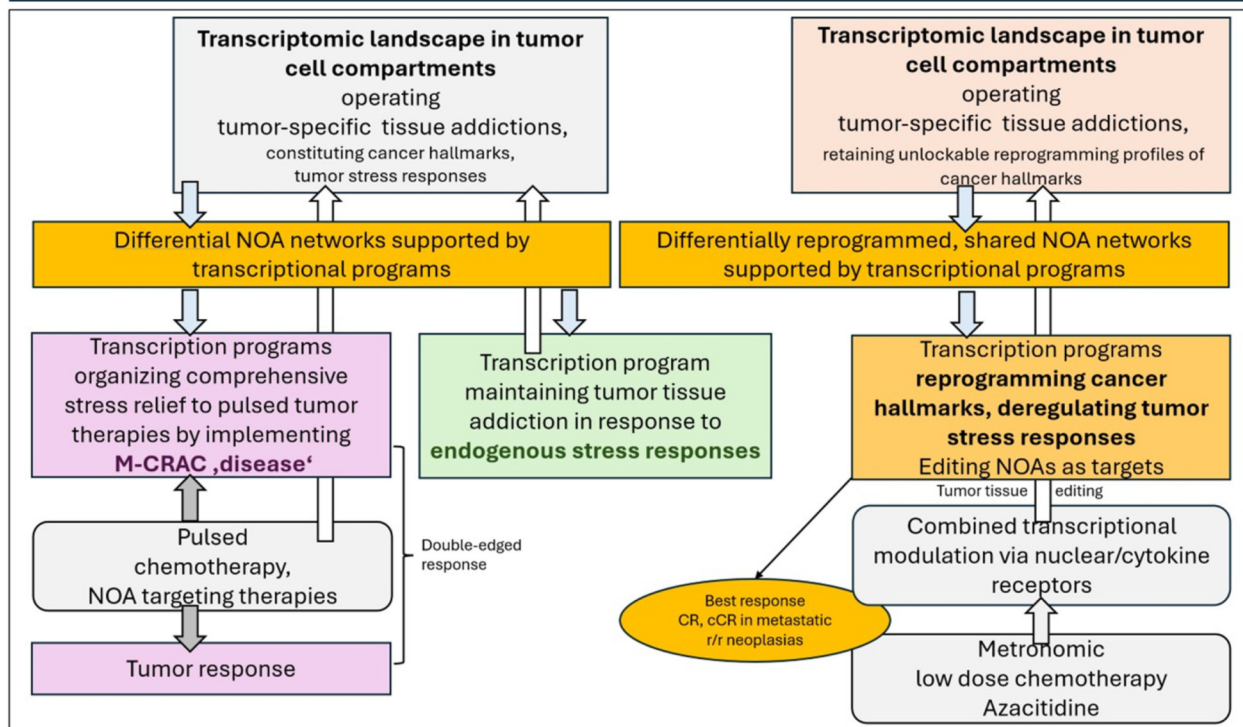 Transcriptomic landscape in tumor
cell compartments
operating
tumor-specific tissue addictions,
constituting cancer hallmarks,
tumor stress responses
Differential NOA networks supported by
transcriptional programs
Transcription programs
organizing comprehensive
stress relief to pulsed tumor
therapies by implementing
M-CRAC ‚disease‘
Pulsed
chemotherapy,
NOA targeting therapies
Tumor response
Double-edged
response
Transcription program
maintaining tumor tissue
addiction in response to
endogenous stress responses
Transcriptomic landscape in tumor
cell compartments
operating
tumor-specific tissue addictions,
retaining unlockable reprogramming profiles of
cancer hallmarks
Differentially reprogrammed, shared NOA networks
supported by transcriptional programs
Transcription programs
reprogramming cancer
hallmarks, deregulating tumor
stress responses
Editing NOAs as targets
Tumor tissue editing
Combined transcriptional
modulation via nuclear/cytokine
receptors
Best response
CR, cCR in metastatic
r/r neoplasias
Metronomic
low dose chemotherapy
Azacitidine